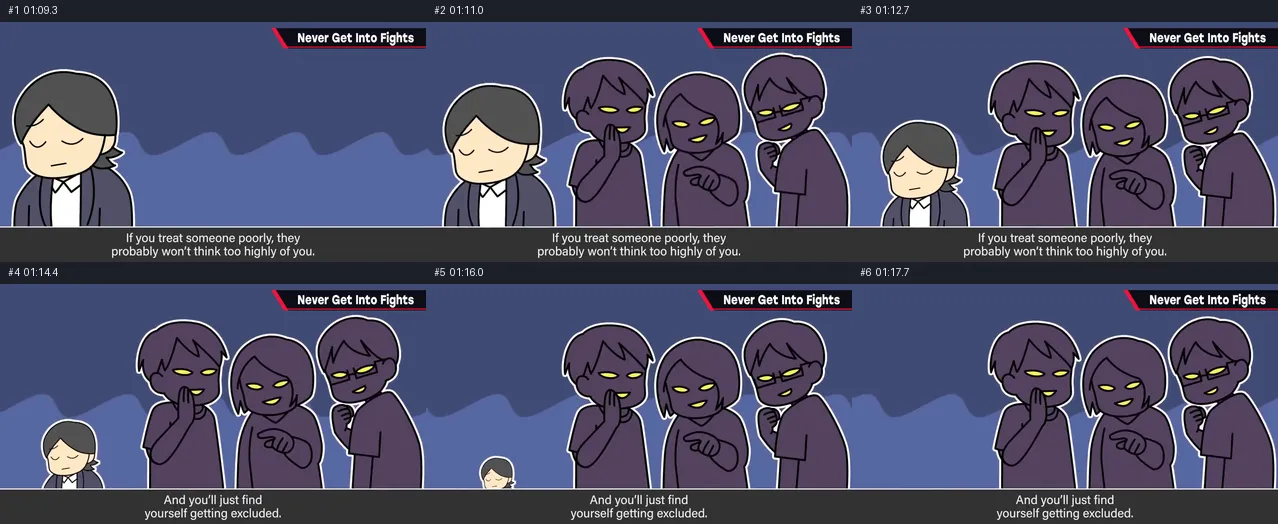 #1 01:09.3
Never Get Into Fights
If you treat someone poorly, they
probably won't think too highly of you.
#2 01:11.0
Never Get Into Fights
If you treat someone poorly, they
probably won't think too highly of you.
#3 01:12.7
Never Get Into Fights
If you treat someone poorly, they
probably won't think too highly of you.
#4 01:14.4
Never Get Into Fights
And you'll just find
yourself getting excluded.
#5 01:16.0
Never Get Into Fights
And you'll just find
yourself getting excluded.
#6 01:17.7
Never Get Into Fights
And you'll just find
yourself getting excluded.